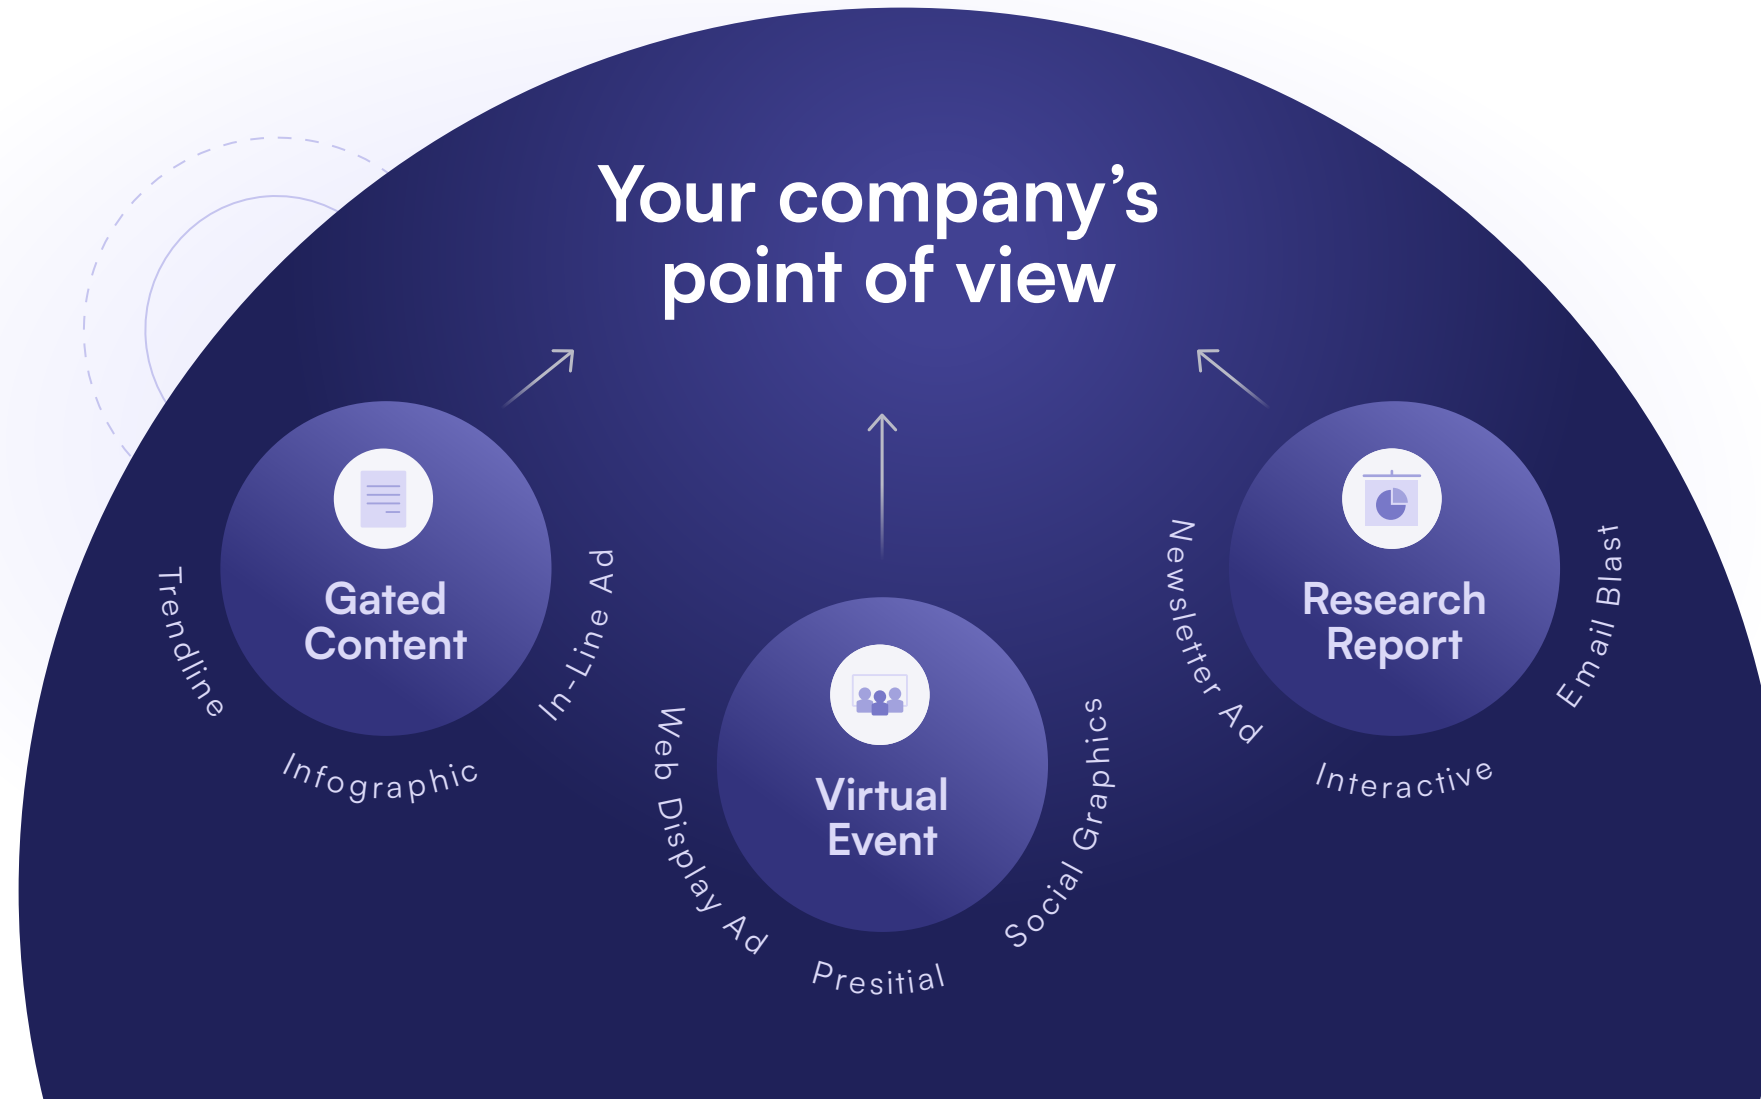 Your company’s
point of view
Gated
Content
Trendline
Infographic
In-Line Ad
Virtual
Event
Web Display Ad
Presitial
Social Graphics
Research
Report
Newsletter Ad
Interactive
Email Blast